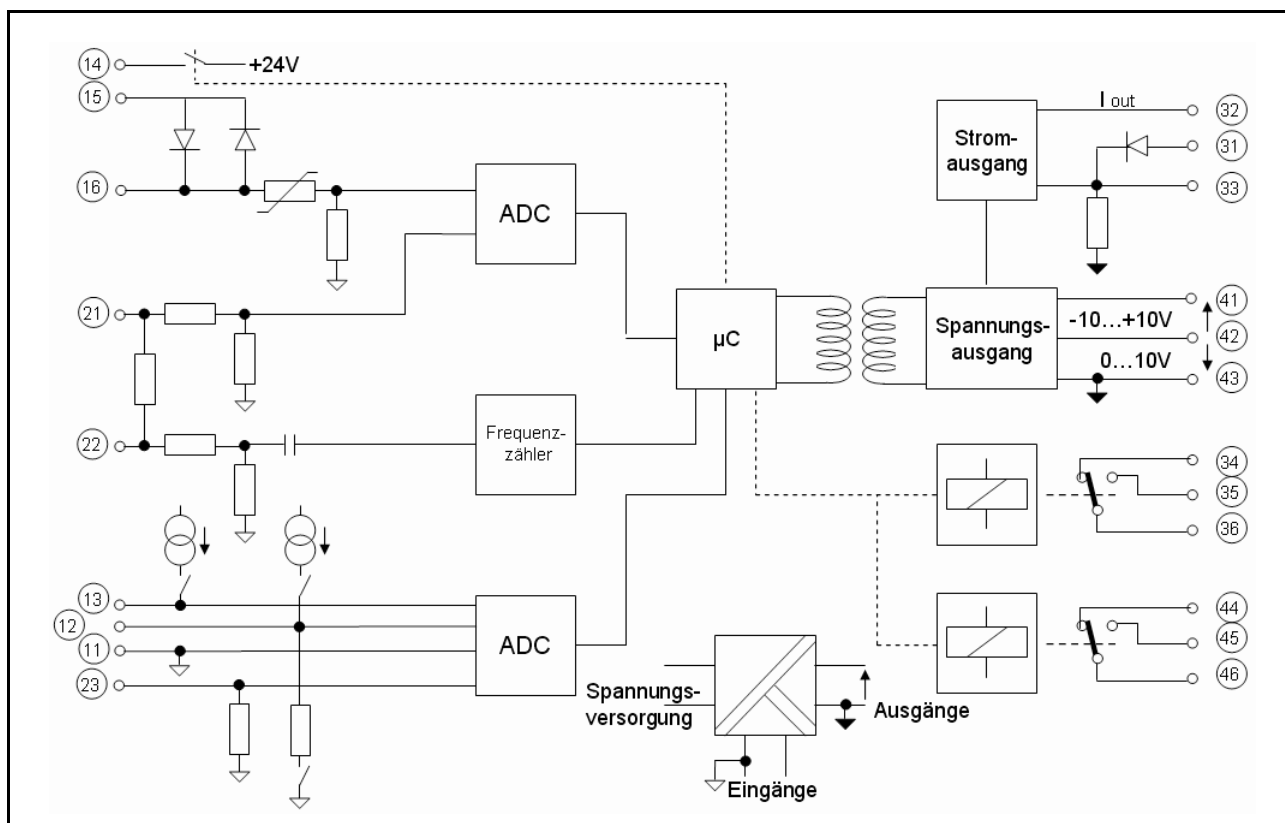 14
+24V
15
16
ADC
21
22
Frequenz-
zähler
13
12
11
23
ADC
µC
Spannungs-
versorgung
Eingänge
Ausgänge
Strom-
ausgang
I out
32
31
33
Spannungs-
ausgang
-10...+10V
0...10V
41
42
43
34
35
36
44
45
46